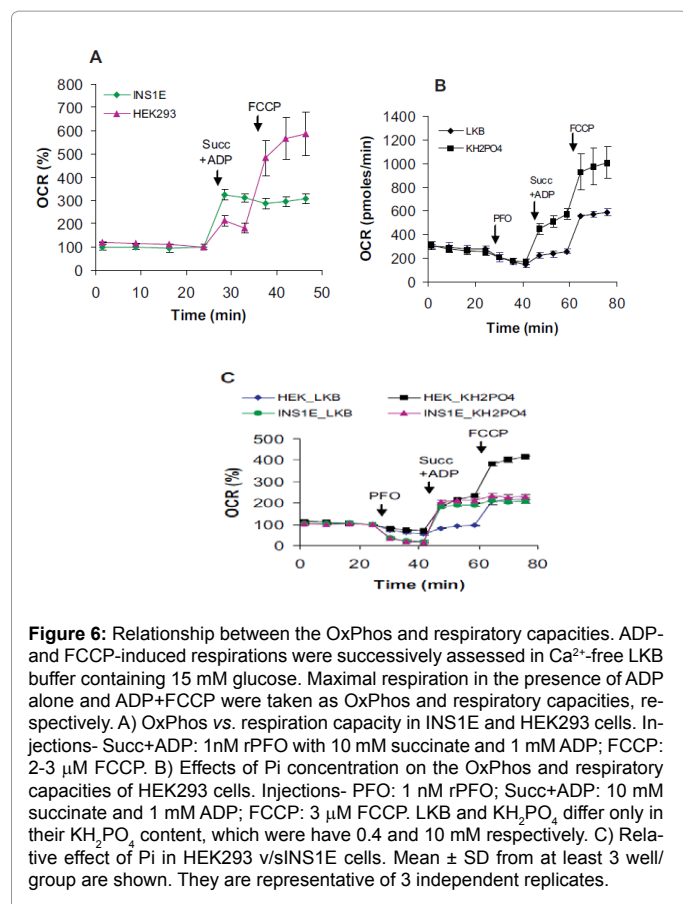 A
INS1E
HEK293
OCR (%)
800
700
600
500
400
300
200
100
0
Succ
+ADP
FCCP
0 10 20 30 40 50
Time (min)
B
LKB
KH2PO4
OCR (pmoles/min)
1400
1200
1000
800
600
400
200
0
PFO
Succ
+ADP
FCCP
0 20 40 60 80
Time (min)
C
HEK_LKB HEK_KH2PO4
INS1E_LKB INS1E_KH2PO4
OCR (%)
500
400
300
200
100
0
PFO
Succ
+ADP
FCCP
0 20 40 60 80
Time (min)
Figure 6: Relationship between the OxPhos and respiratory capacities. ADP-
and FCCP-induced respirations were successively assessed in Ca²⁺-free LKB
buffer containing 15 mM glucose. Maximal respiration in the presence of ADP
alone and ADP+FCCP were taken as OxPhos and respiratory capacities, re-
spectively. A) OxPhos vs. respiration capacity in INS1E and HEK293 cells. In-
jections- Succ+ADP: 1nM rPFO with 10 mM succinate and 1 mM ADP; FCCP:
2-3 μM FCCP. B) Effects of Pi concentration on the OxPhos and respiratory
capacities of HEK293 cells. Injections- PFO: 1 nM rPFO; Succ+ADP: 10 mM
succinate and 1 mM ADP; FCCP: 3 μM FCCP. LKB and KH₂PO₄ differ only in
their KH₂PO₄ content, which were have 0.4 and 10 mM respectively. C) Rela-
tive effect of Pi in HEK293 v/sINS1E cells. Mean ± SD from at least 3 well/
group are shown. They are representative of 3 independent replicates.